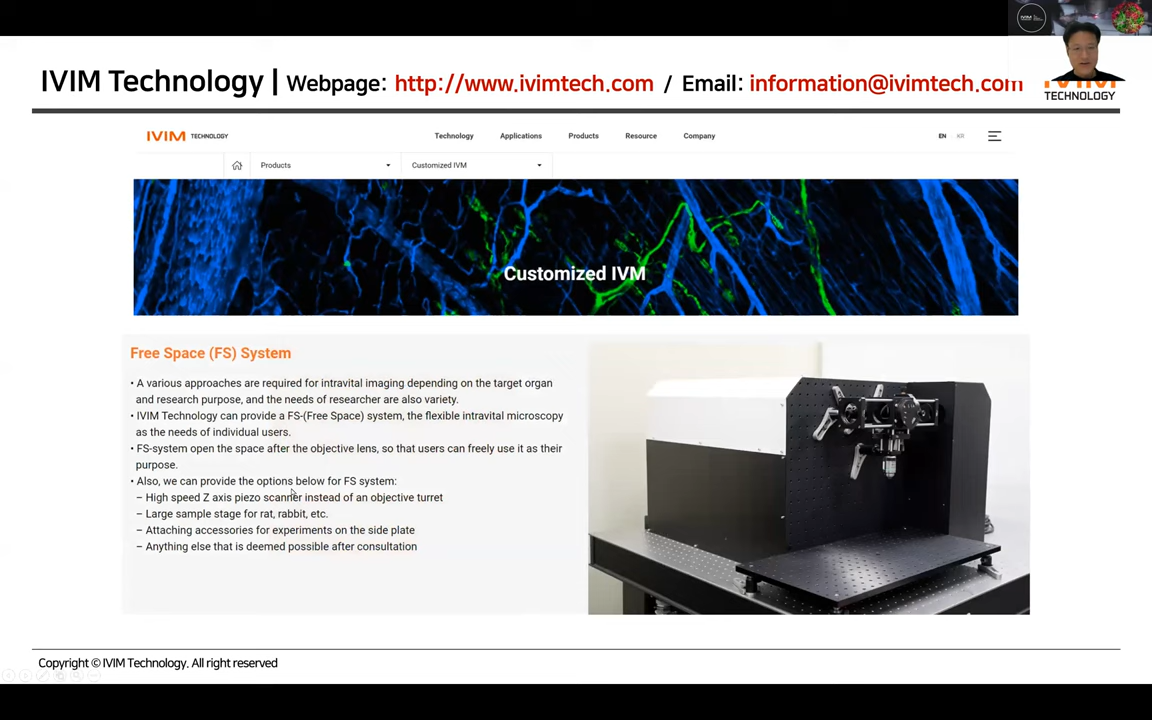 IVIM Technology | Webpage: http://www.ivimtech.com / Email: information@ivimtech.com
TECHNOLOGY
IVIM TECHNOLOGY
Technology Applications Products Resource Company
EN KR
Products Customized IVM
Customized IVM
Free Space (FS) System
• A various approaches are required for intravital imaging depending on the target organ
and research purpose, and the needs of researcher are also variety.
• IVIM Technology can provide a FS-(Free Space) system, the flexible intravital microscopy
as the needs of individual users.
• FS-system open the space after the objective lens, so that users can freely use it as their
purpose.
• Also, we can provide the options below for FS system:
– High speed Z axis piezo scanner instead of an objective turret
– Large sample stage for rat, rabbit, etc.
– Attaching accessories for experiments on the side plate
– Anything else that is deemed possible after consultation
Copyright © IVIM Technology. All right reserved